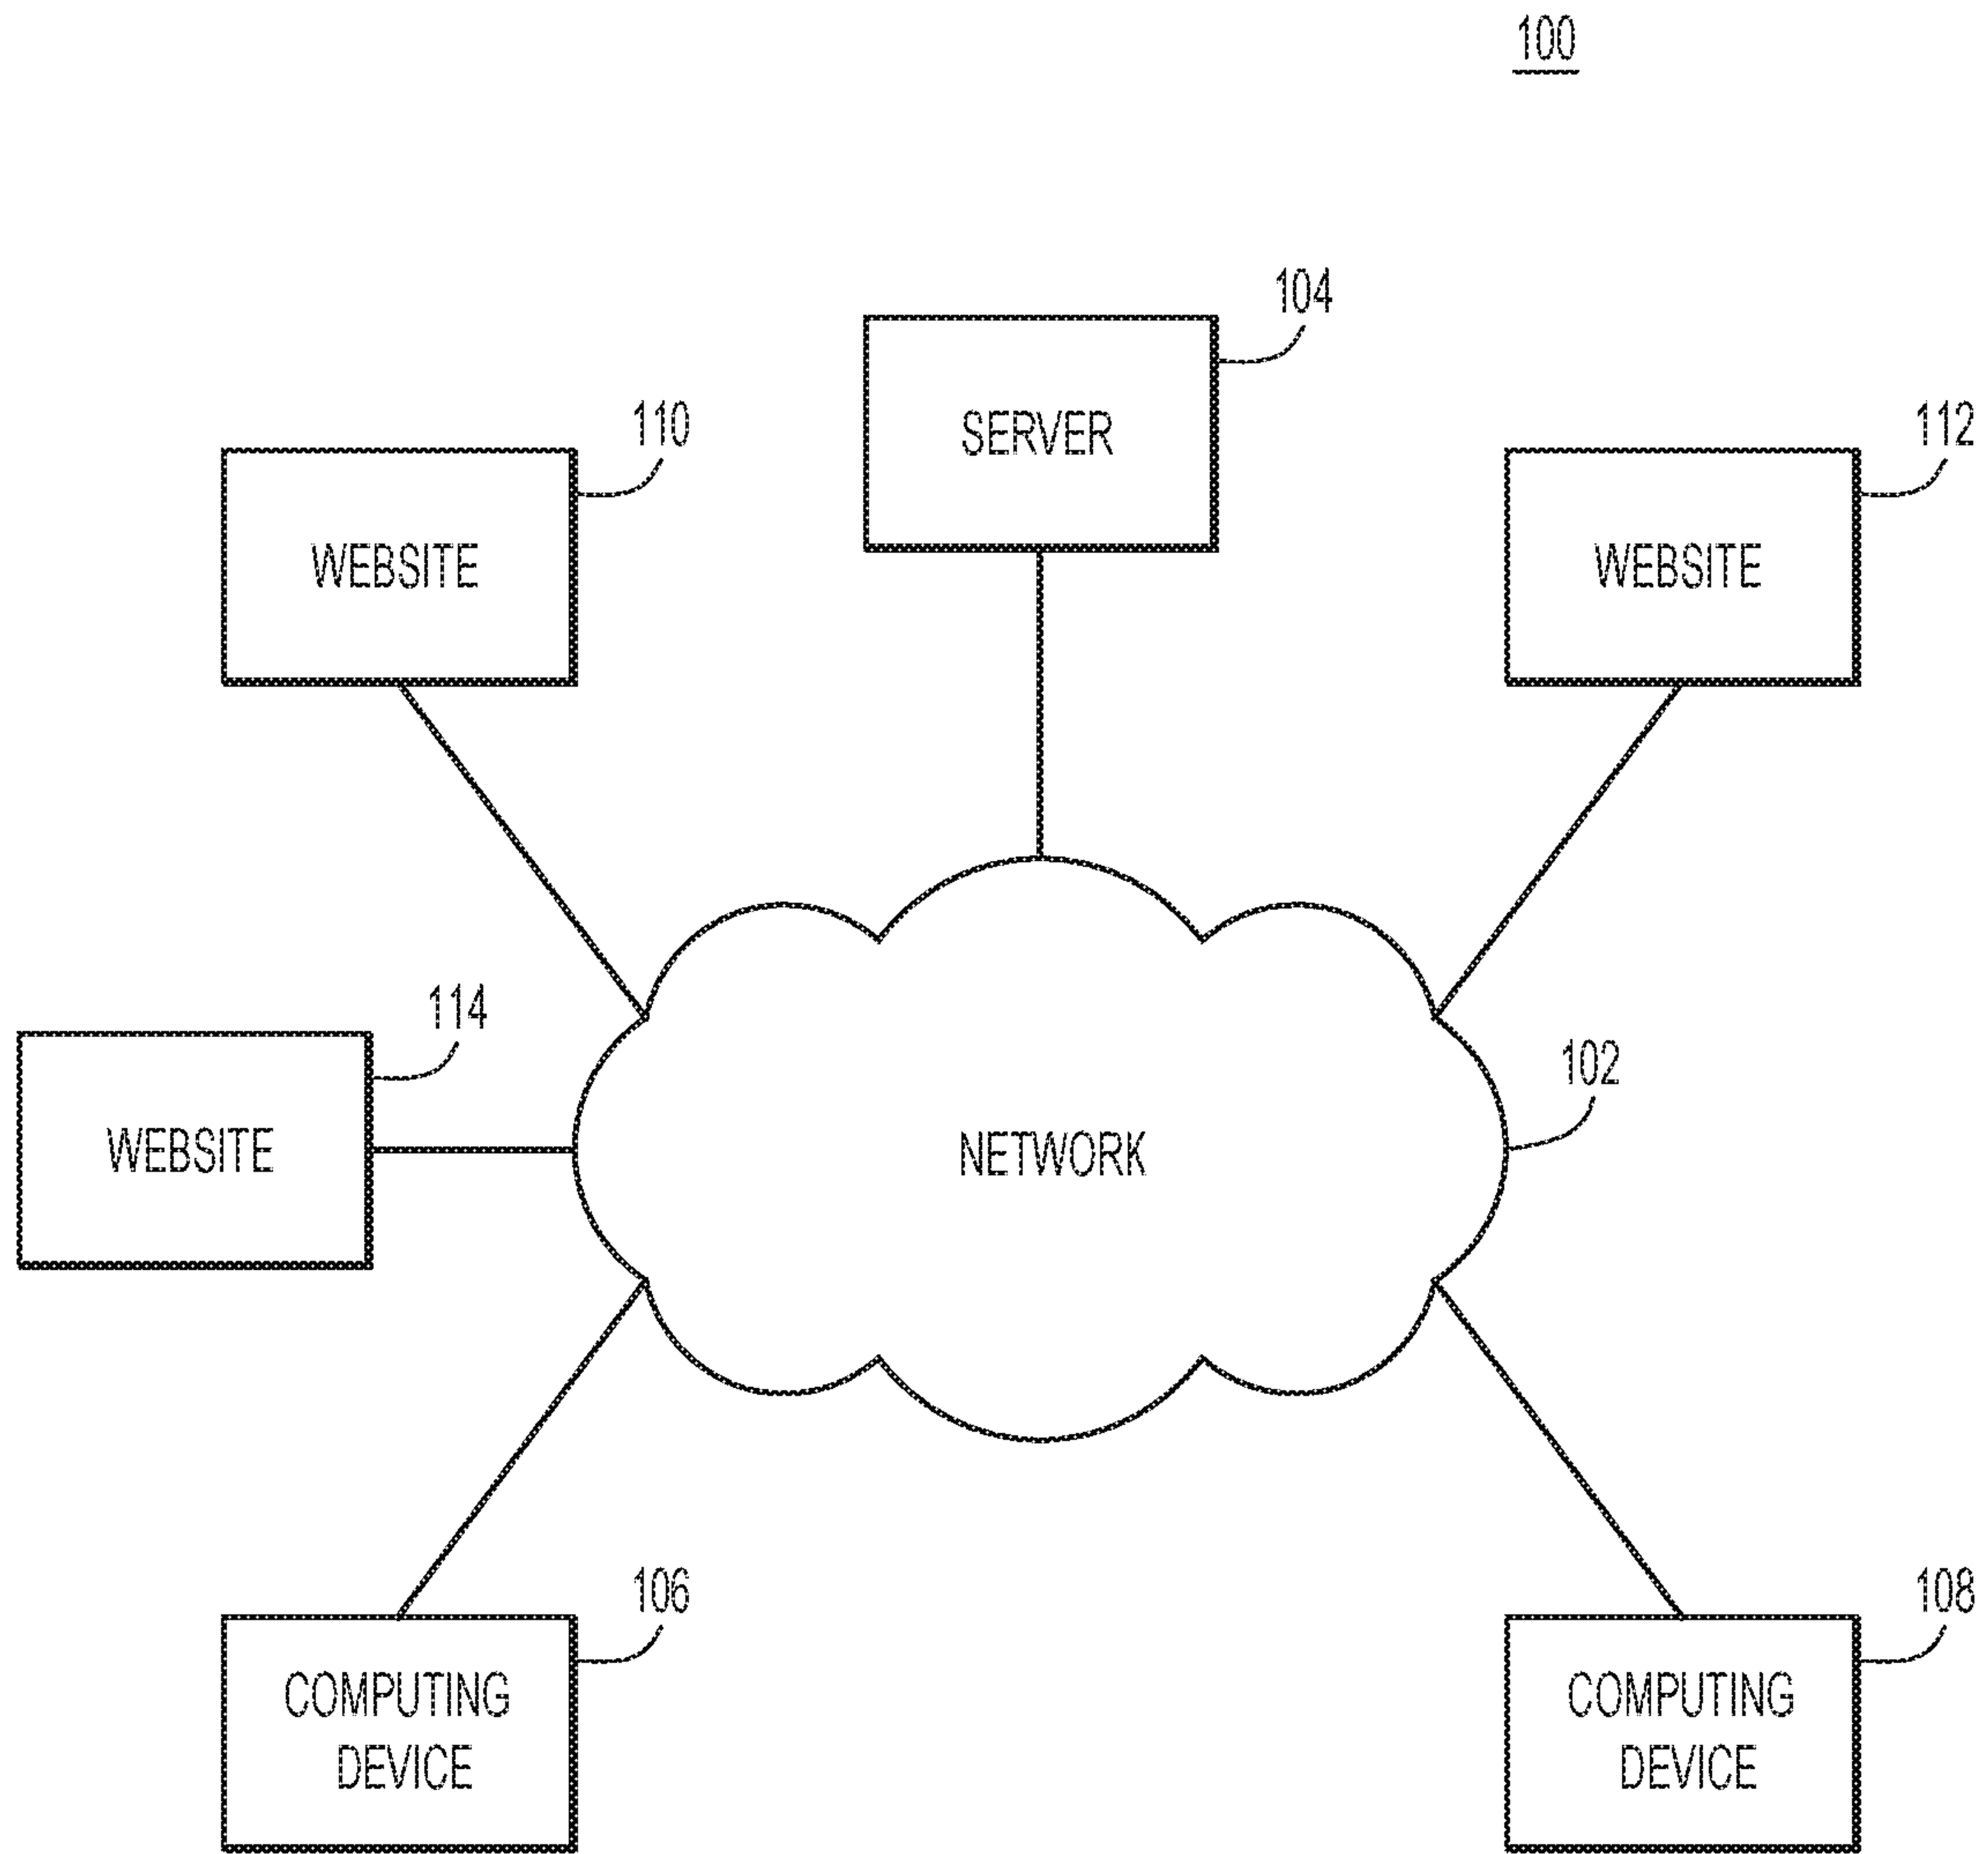 100
104
SERVER
110
WEBSITE
112
WEBSITE
114
WEBSITE
102
NETWORK
106
COMPUTING
DEVICE
108
COMPUTING
DEVICE